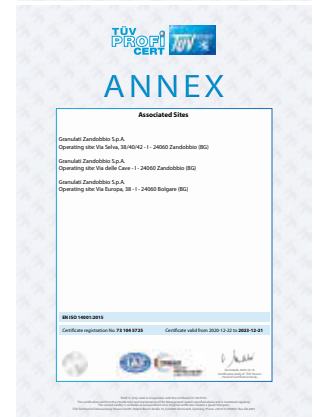 TÜV
PROFI
CERT
TÜV
ANNEX
Associated Sites
Granulati Zandobbio S.p.A.
Operating site: Via Selva, 38/40/42 - I - 24060 Zandobbio (BG)
Granulati Zandobbio S.p.A.
Operating site: Via delle Cave - I - 24060 Zandobbio (BG)
Granulati Zandobbio S.p.A.
Operating site: Via Europa, 38 - I - 24060 Bolgare (BG)
EN ISO 14001:2015
Certificate registration No. 73 104 5725 Certificate valid from 2020-12-22 to 2023-12-21